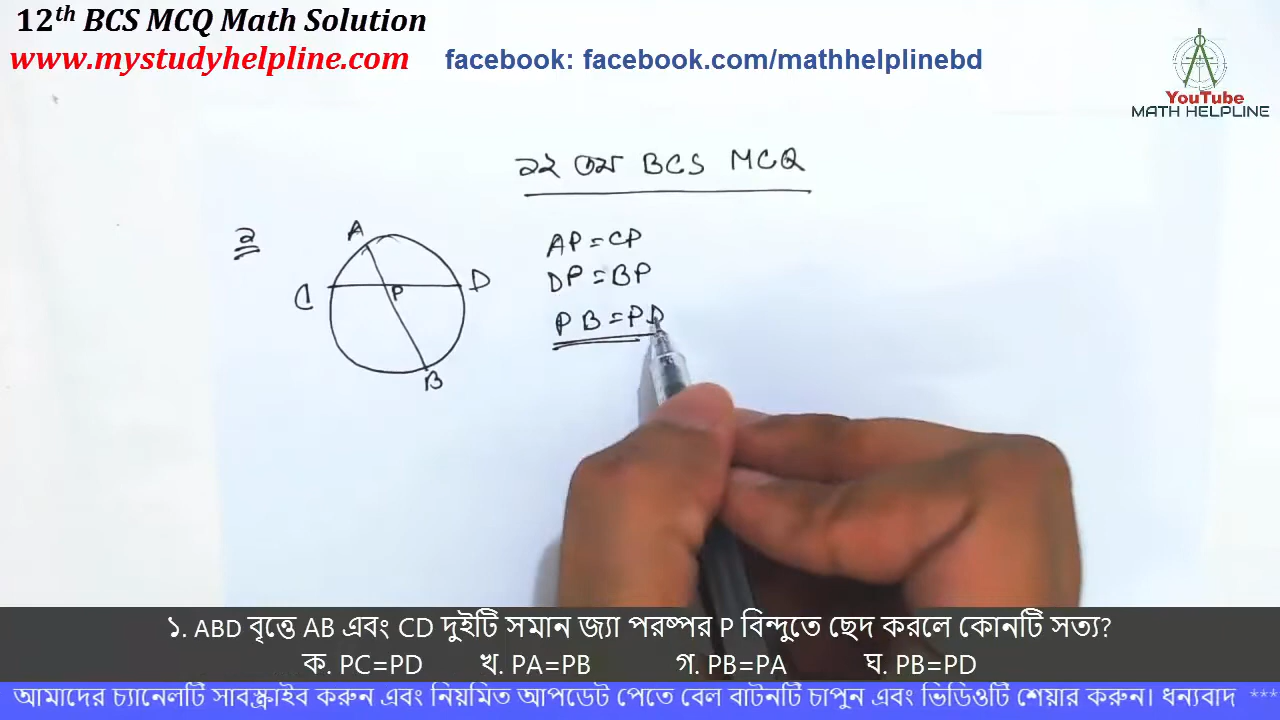 12th BCS MCQ Math Solution
www.mystudyhelpline.com
facebook: facebook.com/mathhelplinebd
YouTube
MATH HELPLINE
১২ তম BCS MCQ
১
A
C
P
D
B
AP=CP
DP=BP
PB=PD
১. ABD বৃত্তে AB এবং CD দুইটি সমান জ্যা পরষ্পর P বিন্দুতে ছেদ করলে কোনটি সত্য?
ক. PC=PD খ. PA=PB গ. PB=PA ঘ. PB=PD
আমাদের চ্যানেলটি সাবস্ক্রাইব করুন এবং নিয়মিত আপডেট পেতে বেল বাটনটি চাপুন এবং ভিডিওটি শেয়ার করুন। ধন্যবাদ ***